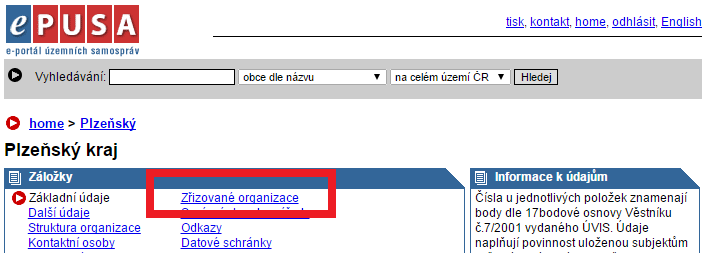 ePUSA
e-portál územních samospráv
tisk, kontakt, home, odhlásit, English
Vyhledávání: obce dle názvu na celém území ČR Hledej
home > Plzeňský
Plzeňský kraj
Záložky
Základní údaje
Další údaje
Struktura organizace
Kontaktní osoby
Zřizované organizace
Odkazy
Datové schránky
Informace k údajům
Čísla u jednotlivých položek znamenají
body dle 17bodové osnovy Věstníku
č.7/2001 vydaného ÚVIS. Údaje
naplňují povinnost uloženou subjektům